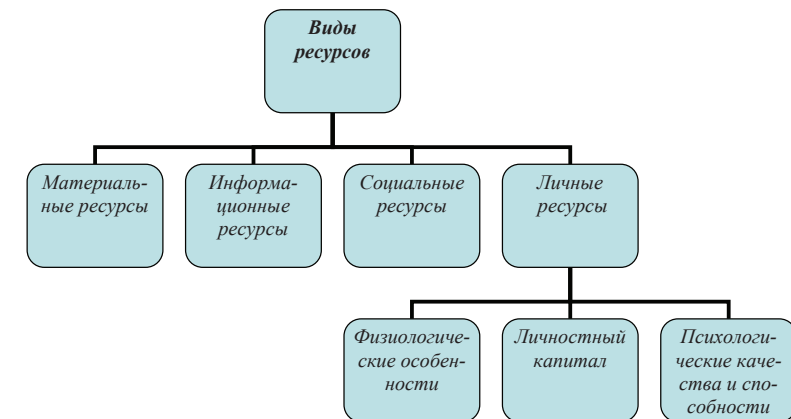 Виды
ресурсов
Материаль-
ные ресурсы
Информа-
ционные
ресурсы
Социальные
ресурсы
Личные
ресурсы
Физиологиче-
ские особен-
ности
Личностный
капитал
Психологи-
ческие каче-
ства и спо-
собности